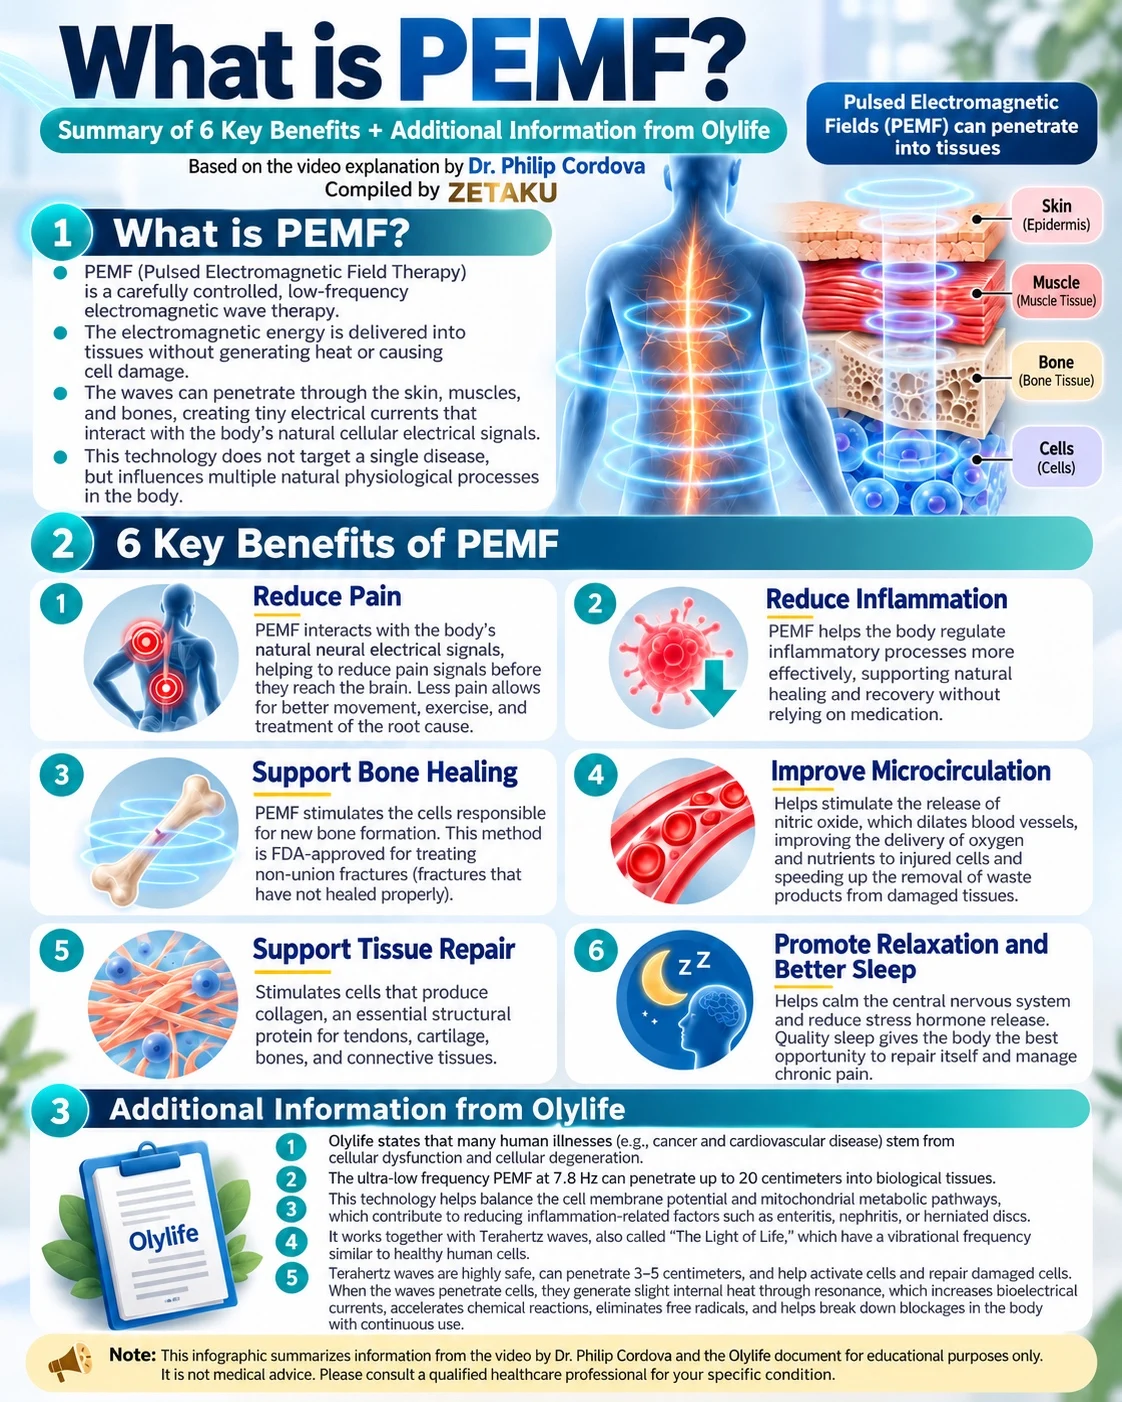 What is PEMF?
Summary of 6 Key Benefits + Additional Information from Olylife
Based on the video explanation by Dr. Philip Cordova
Compiled by ZETAKU
Pulsed Electromagnetic
Fields (PEMF) can penetrate
into tissues
Skin
(Epidermis)
Muscle
(Muscle Tissue)
Bone
(Bone Tissue)
Cells
(Cells)
1 What is PEMF?
PEMF (Pulsed Electromagnetic Field Therapy)
is a carefully controlled, low-frequency
electromagnetic wave therapy.
The electromagnetic energy is delivered into
tissues without generating heat or causing
cell damage.
The waves can penetrate through the skin, muscles,
and bones, creating tiny electrical currents that
interact with the body's natural cellular electrical signals.
This technology does not target a single disease,
but influences multiple natural physiological processes
in the body.
2 6 Key Benefits of PEMF
1 Reduce Pain
PEMF interacts with the body's
natural neural electrical signals,
helping to reduce pain signals before
they reach the brain. Less pain allows
for better movement, exercise, and
treatment of the root cause.
2 Reduce Inflammation
PEMF helps the body regulate
inflammatory processes more
effectively, supporting natural
healing and recovery without
relying on medication.
3 Support Bone Healing
PEMF stimulates the cells responsible
for new bone formation. This method
is FDA-approved for treating
non-union fractures (fractures that
have not healed properly).
4 Improve Microcirculation
Helps stimulate the release of
nitric oxide, which dilates blood vessels,
improving the delivery of oxygen
and nutrients to injured cells and
speeding up the removal of waste
products from damaged tissues.
5 Support Tissue Repair
Stimulates cells that produce
collagen, an essential structural
protein for tendons, cartilage,
bones, and connective tissues.
6 Promote Relaxation and
Better Sleep
Z Z
Helps calm the central nervous system
and reduce stress hormone release.
Quality sleep gives the body the best
opportunity to repair itself and manage
chronic pain.
3 Additional Information from Olylife
Olylife
1 Olylife states that many human illnesses (e.g., cancer and cardiovascular disease) stem from
cellular dysfunction and cellular degeneration.
2 The ultra-low frequency PEMF at 7.8 Hz can penetrate up to 20 centimeters into biological tissues.
3 This technology helps balance the cell membrane potential and mitochondrial metabolic pathways,
which contribute to reducing inflammation-related factors such as enteritis, nephritis, or herniated discs.
4 It works together with Terahertz waves, also called "The Light of Life," which have a vibrational frequency
similar to healthy human cells.
5 Terahertz waves are highly safe, can penetrate 3–5 centimeters, and help activate cells and repair damaged cells.
When the waves penetrate cells, they generate slight internal heat through resonance, which increases bioelectrical
currents, accelerates chemical reactions, eliminates free radicals, and helps break down blockages in the body
with continuous use.
Note: This infographic summarizes information from the video by Dr. Philip Cordova and the Olylife document for educational purposes only.
It is not medical advice. Please consult a qualified healthcare professional for your specific condition.